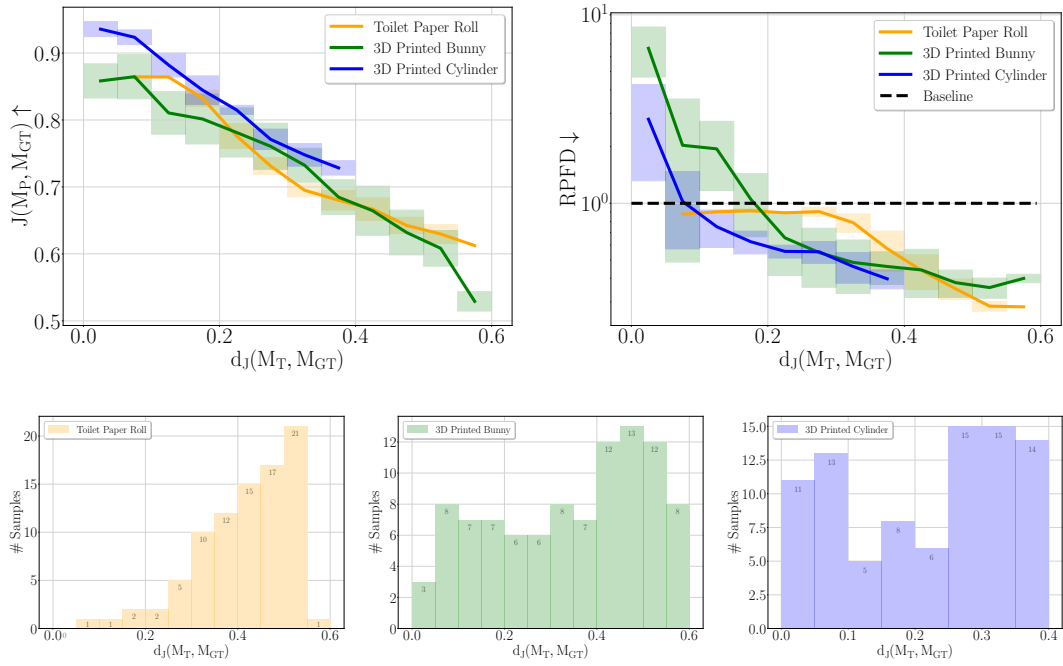 0.9
0.8
0.7
0.6
0.5
J(M_P, M_GT) ↑
Toilet Paper Roll
3D Printed Bunny
3D Printed Cylinder
0.0 0.2 0.4 0.6
d_J(M_T, M_GT)
10^1
10^0
RPFD ↓
Toilet Paper Roll
3D Printed Bunny
3D Printed Cylinder
Baseline
0.0 0.2 0.4 0.6
d_J(M_T, M_GT)
Toilet Paper Roll
20
15
10
5
0
# Samples
0 1 1 2 2 5 10 12 15 17 21 1
0.0 0.2 0.4 0.6
d_J(M_T, M_GT)
3D Printed Bunny
12
10
8
6
4
2
0
# Samples
3 8 7 7 6 6 8 7 12 13 12 8
0.0 0.2 0.4 0.6
d_J(M_T, M_GT)
3D Printed Cylinder
15.0
12.5
10.0
7.5
5.0
2.5
0.0
# Samples
11 13 5 8 6 15 15 14
0.0 0.1 0.2 0.3 0.4
d_J(M_T, M_GT)